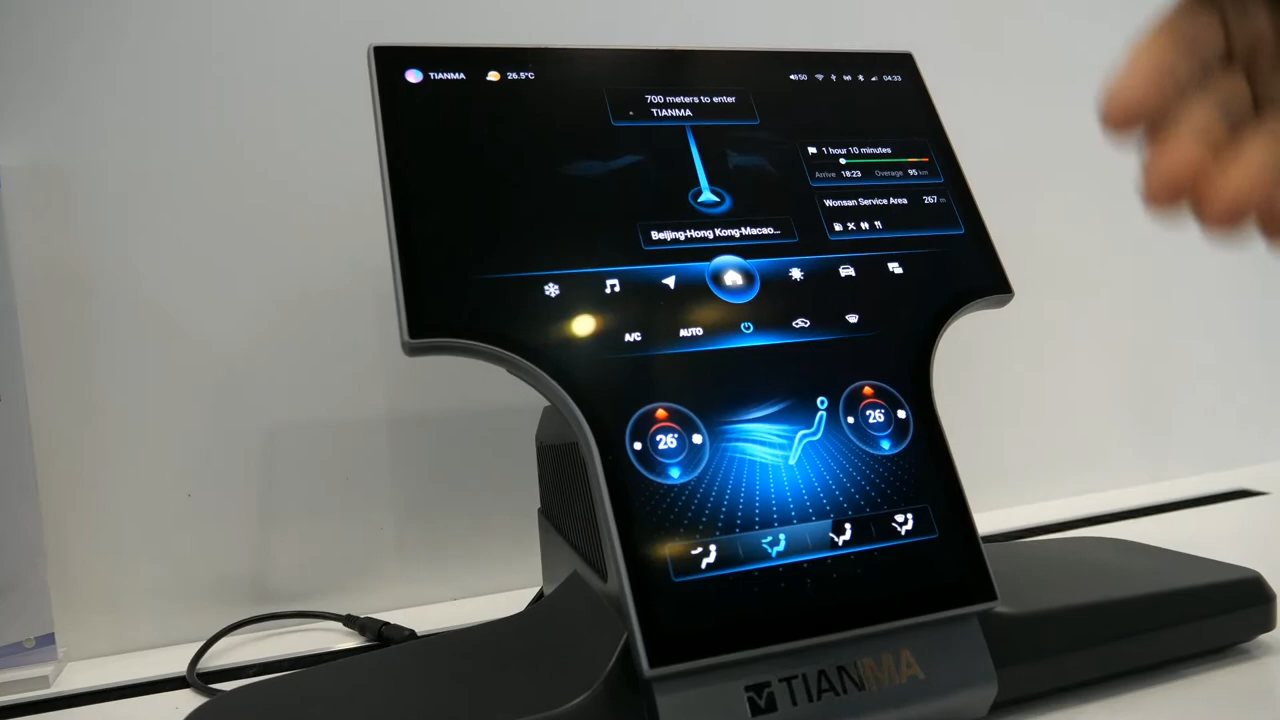 TIANMA
26.5°C
50
04:33
700 meters to enter
TIANMA
1 hour 10 minutes
Arrive 18:23 Overage 95 km
Wonsan Service Area 267 m
Beijing-Hong Kong-Macao...
A/C
AUTO
26°
26°
TIANMA